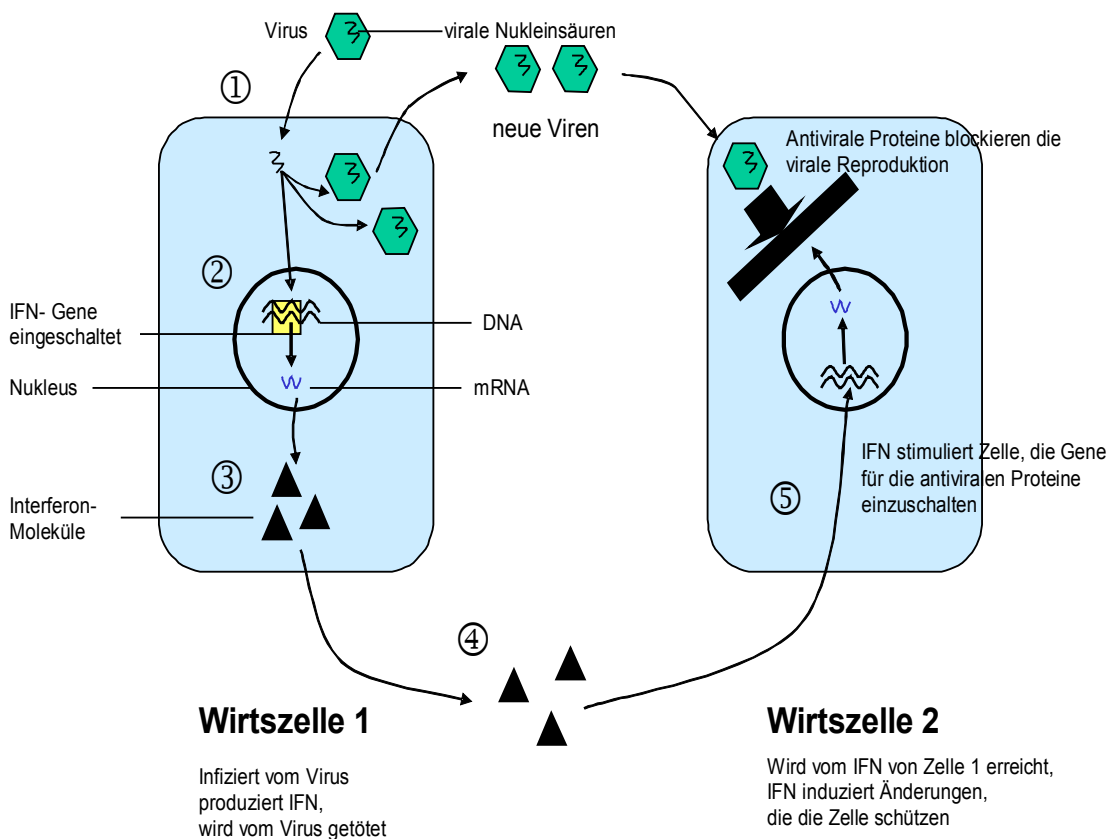 Virus
virale Nukleinsäuren
①
neue Viren
Antivirale Proteine blockieren die
virale Reproduktion
②
IFN- Gene
eingeschaltet
DNA
Nukleus
mRNA
③
Interferon-
Moleküle
IFN stimuliert Zelle, die Gene
für die antiviralen Proteine
einzuschalten
⑤
④
Wirtszelle 1
Infiziert vom Virus
produziert IFN,
wird vom Virus getötet
Wirtszelle 2
Wird vom IFN von Zelle 1 erreicht,
IFN induziert Änderungen,
die die Zelle schützen